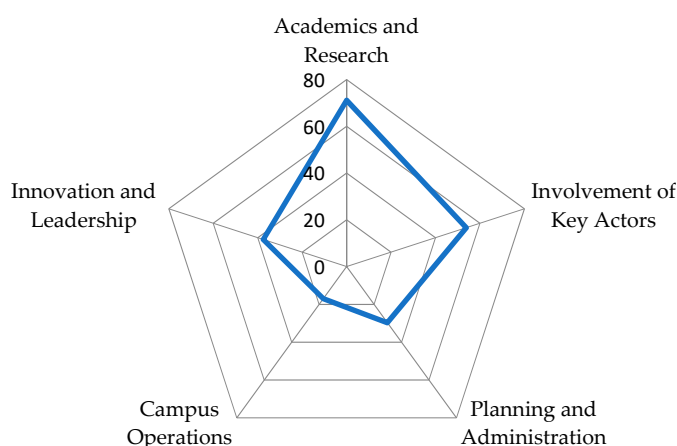 Academics and
Research
80
60
40
20
0
Innovation and
Leadership
Involvement of
Key Actors
Campus
Operations
Planning and
Administration